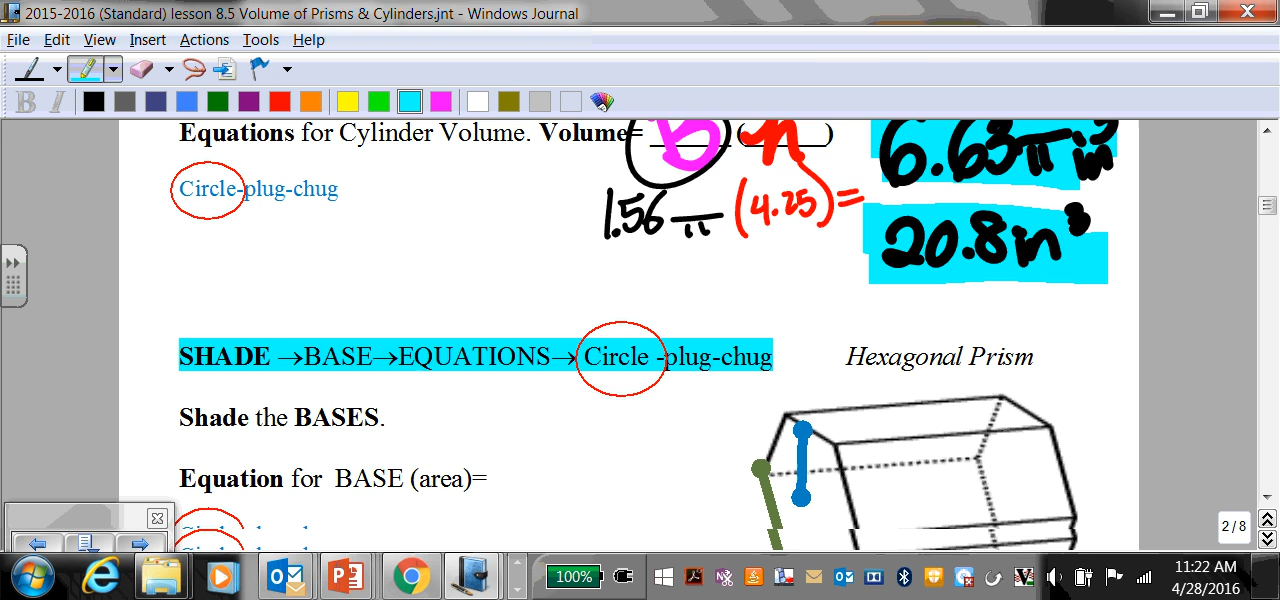 2015-2016 (Standard) lesson 8.5 Volume of Prisms & Cylinders.jnt - Windows Journal
File Edit View Insert Actions Tools Help
B I
Equations for Cylinder Volume. Volume= B (h)
6.63π in³
Circle-plug-chug
1.56π (4.25)=
20.8in³
SHADE →BASE→EQUATIONS→ Circle -plug-chug
Hexagonal Prism
Shade the BASES.
Equation for BASE (area)=
2 / 8
100%
11:22 AM
4/28/2016